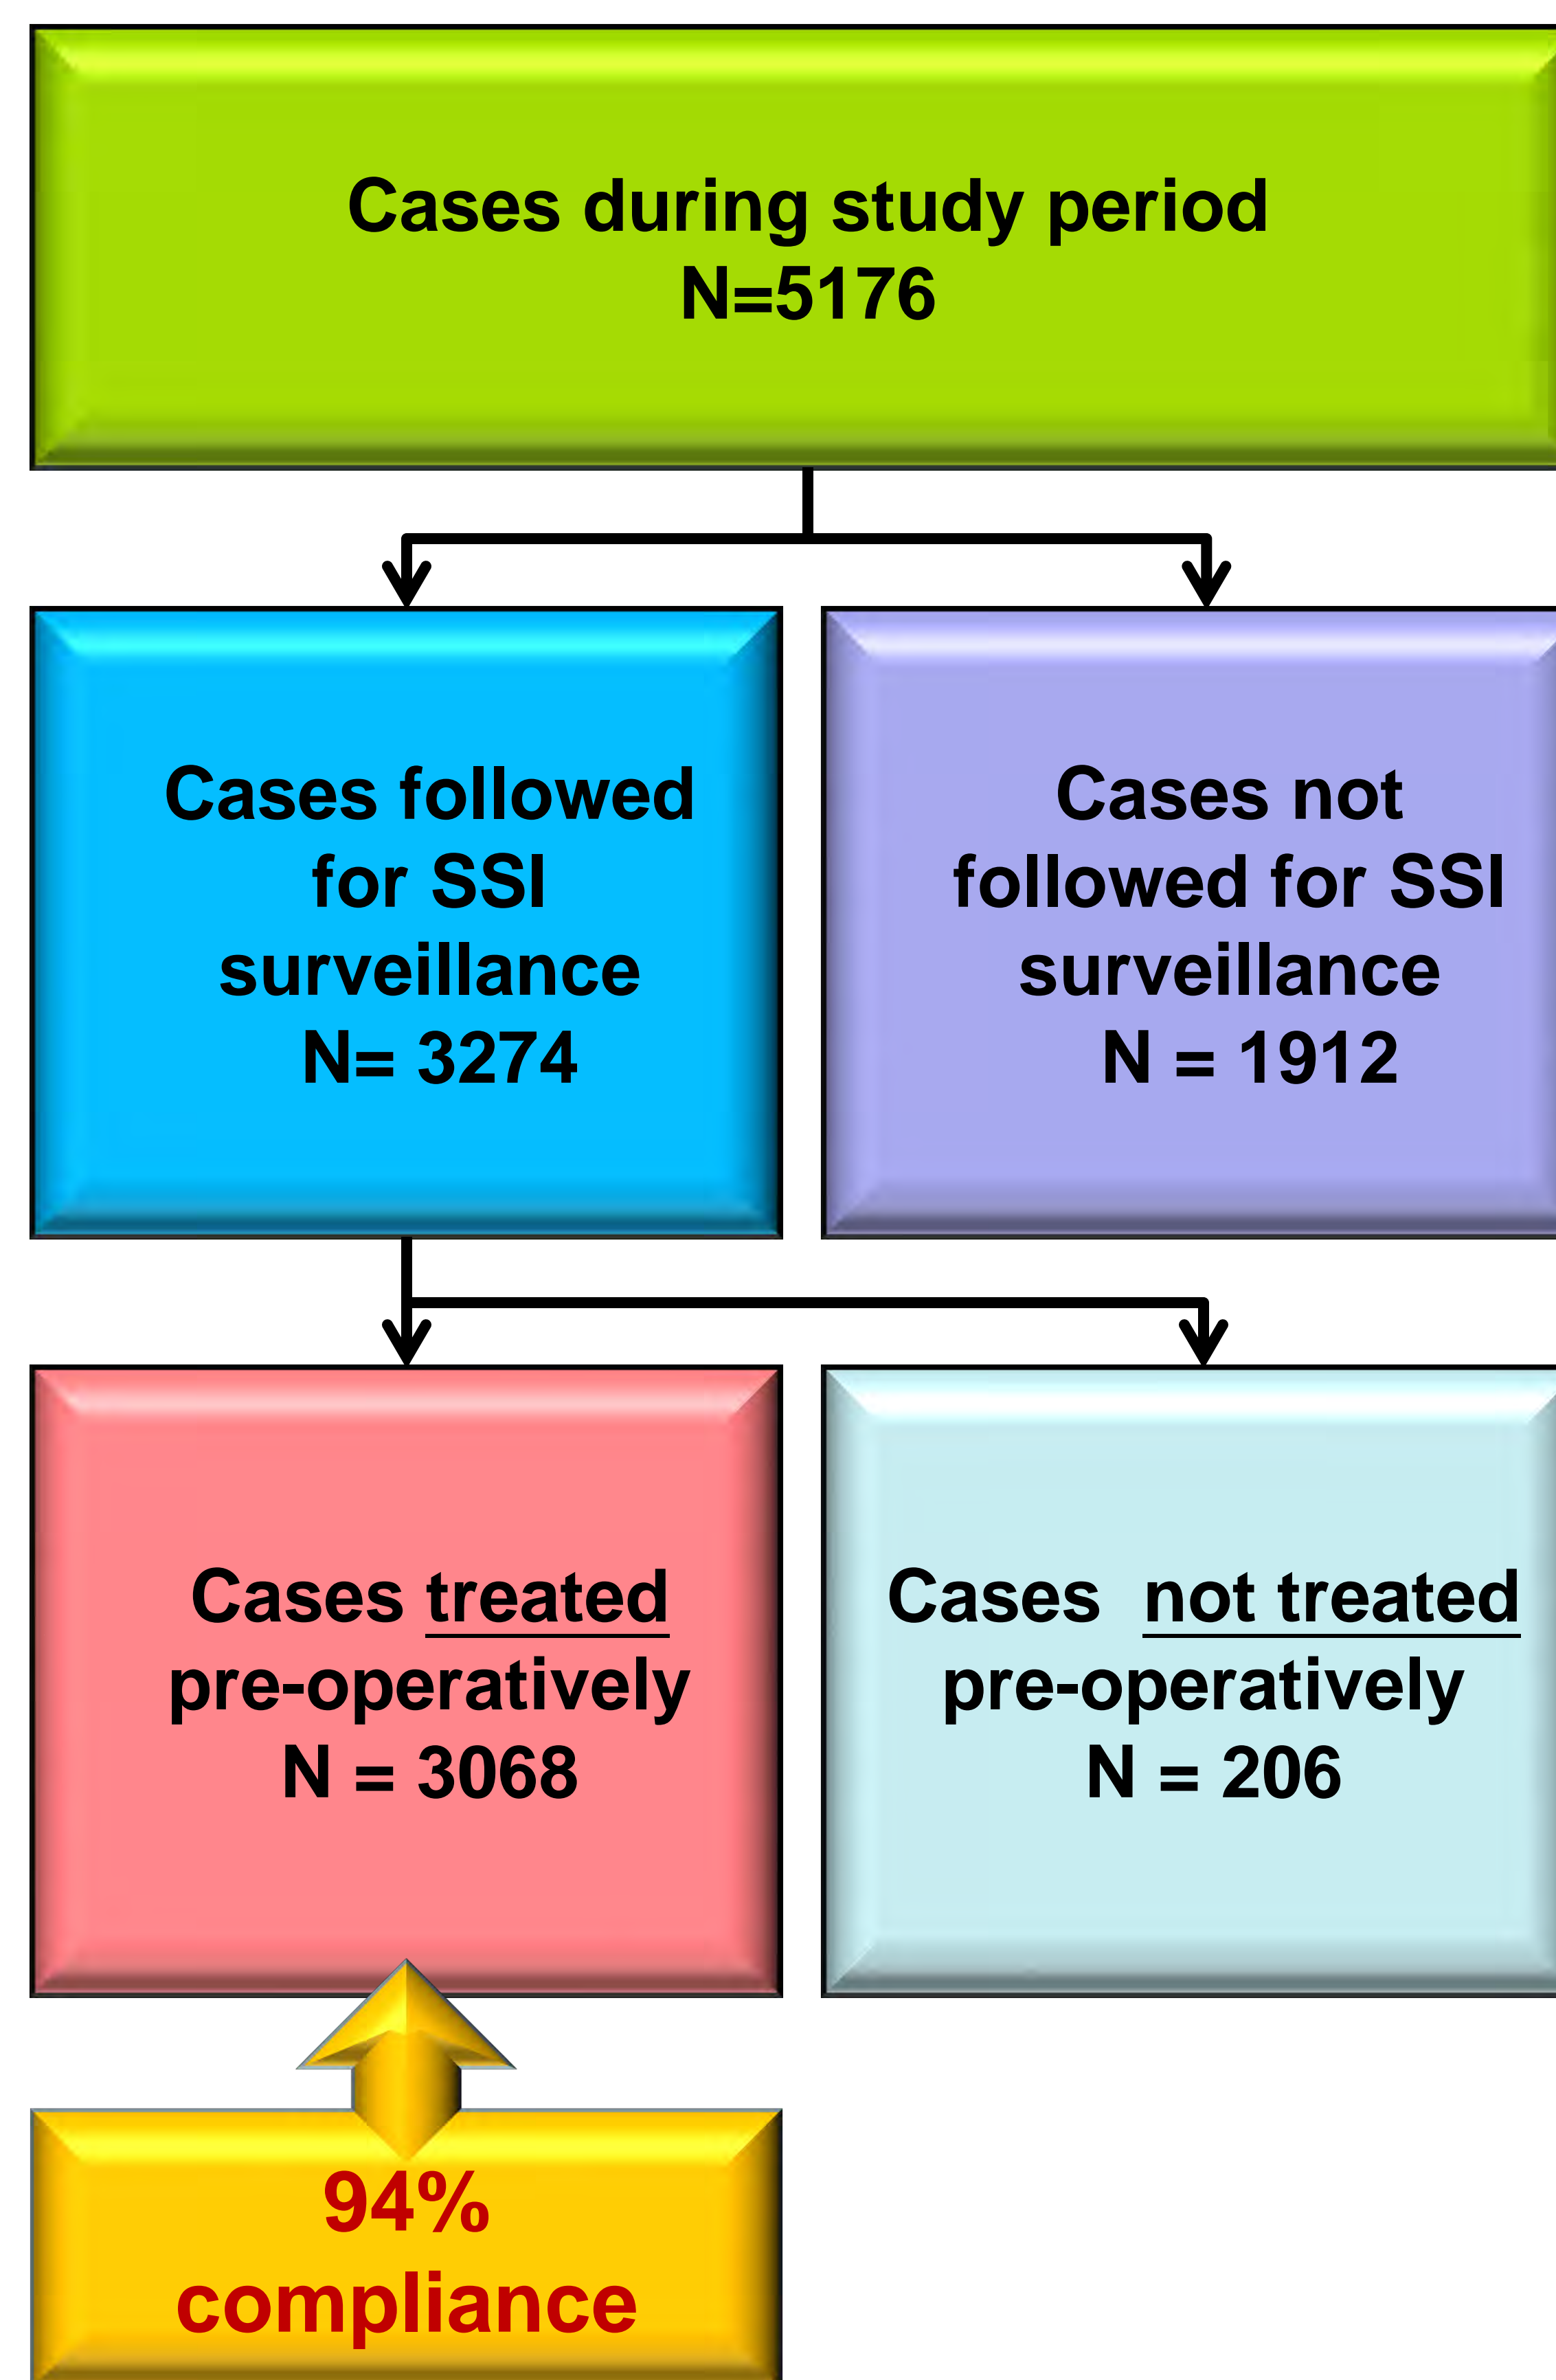 Cases during study period
N=5176
Cases followed
for SSI
surveillance
N= 3274
Cases not
followed for SSI
surveillance
N = 1912
Cases treated
pre-operatively
N = 3068
Cases not treated
pre-operatively
N = 206
94%
compliance